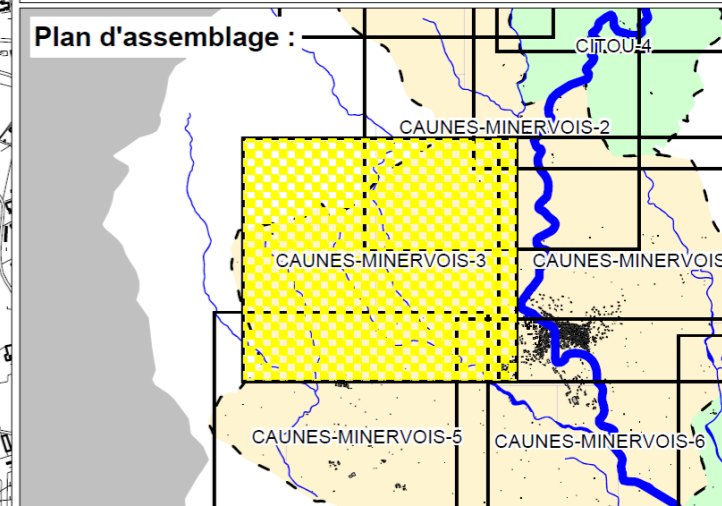 Plan d'assemblage :
CITOU-4
CAUNES-MINERVOIS-2
CAUNES-MINERVOIS-3
CAUNES-MINERVOIS
CAUNES-MINERVOIS-5
CAUNES-MINERVOIS-6